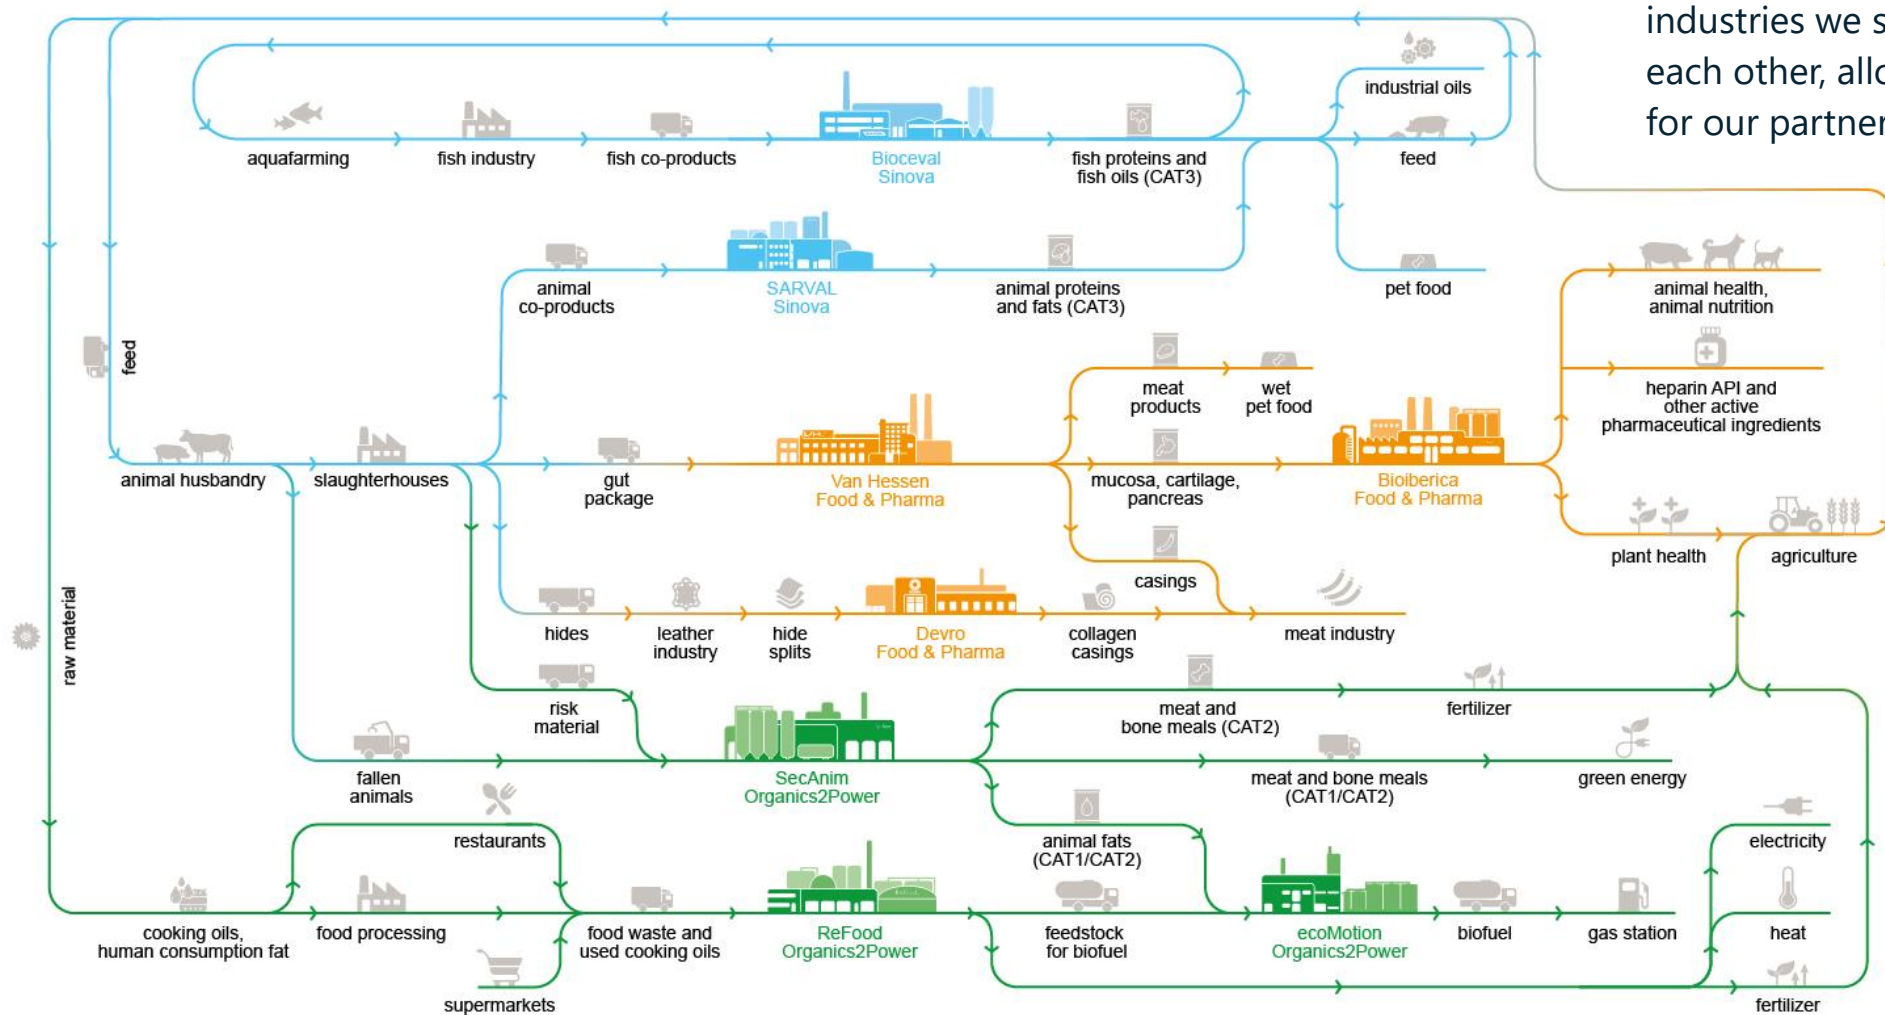 industries we s
each other, allo
for our partner
industrial oils
aquafarming
fish industry
fish co-products
Bioceval
Sinova
fish proteins and
fish oils (CAT3)
feed
animal
co-products
SARVAL
Sinova
animal proteins
and fats (CAT3)
pet food
animal health,
animal nutrition
feed
meat
products
wet
pet food
heparin API and
other active
pharmaceutical ingredients
animal husbandry
slaughterhouses
gut
package
Van Hessen
Food & Pharma
mucosa, cartilage,
pancreas
Bioiberica
Food & Pharma
plant health
agriculture
casings
raw material
hides
leather
industry
hide
splits
Devro
Food & Pharma
collagen
casings
meat industry
risk
material
meat and
bone meals (CAT2)
fertilizer
fallen
animals
SecAnim
Organics2Power
meat and bone meals
(CAT1/CAT2)
green energy
restaurants
animal fats
(CAT1/CAT2)
electricity
cooking oils,
human consumption fat
food processing
food waste and
used cooking oils
ReFood
Organics2Power
feedstock
for biofuel
ecoMotion
Organics2Power
biofuel
gas station
heat
supermarkets
fertilizer